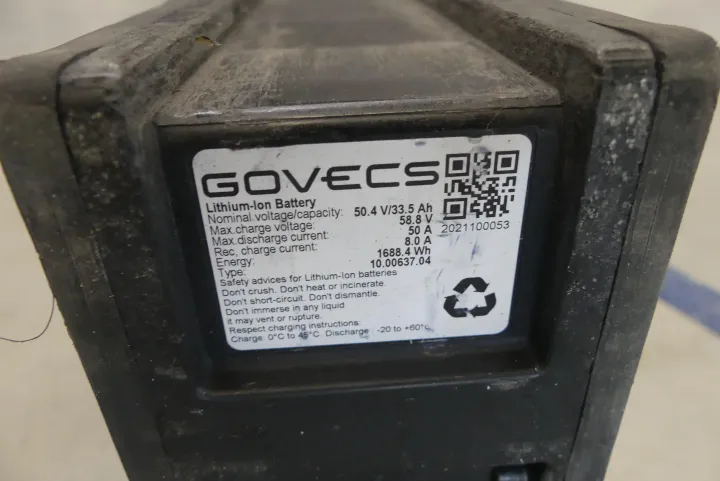 GOVECS
Lithium-Ion Battery
Nominal.voltage/capacity: 50.4 V/33.5 Ah
Max.charge voltage: 58.8 V
Max.discharge current: 50 A
Rec, charge current: 8.0 A
Energy: 1688.4 Wh
Type: 10.00637.04
2021100053
Safety advices for Lithium-Ion batteries
Don't crush. Don't heat or incinerate.
Don't short-circuit. Don't dismantle.
Don't immerse in any liquid
it may vent or rupture.
Respect charging instructions:
Charge 0°C to 45°C Discharge -20 to +60°C